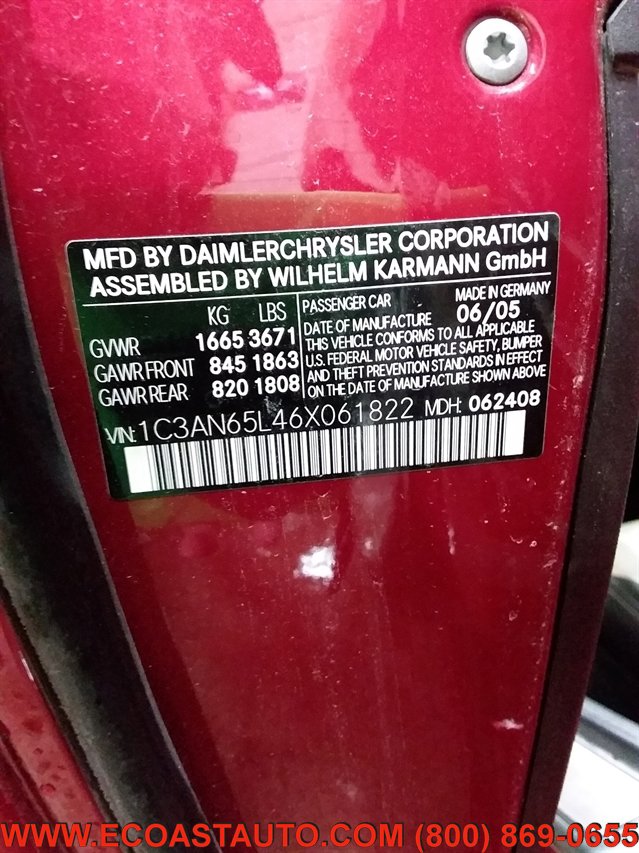 MFD BY DAIMLERCHRYSLER CORPORATION
ASSEMBLED BY WILHELM KARMANN GmbH
KG LBS
GVWR 1665 3671
GAWR FRONT 845 1863
GAWR REAR 820 1808
PASSENGER CAR MADE IN GERMANY
DATE OF MANUFACTURE 06/05
THIS VEHICLE CONFORMS TO ALL APPLICABLE
U.S. FEDERAL MOTOR VEHICLE SAFETY, BUMPER
AND THEFT PREVENTION STANDARDS IN EFFECT
ON THE DATE OF MANUFACTURE SHOWN ABOVE
VIN: 1C3AN65L46X061822 MDH: 062408
WWW.ECOASTAUTO.COM (800) 869-0655